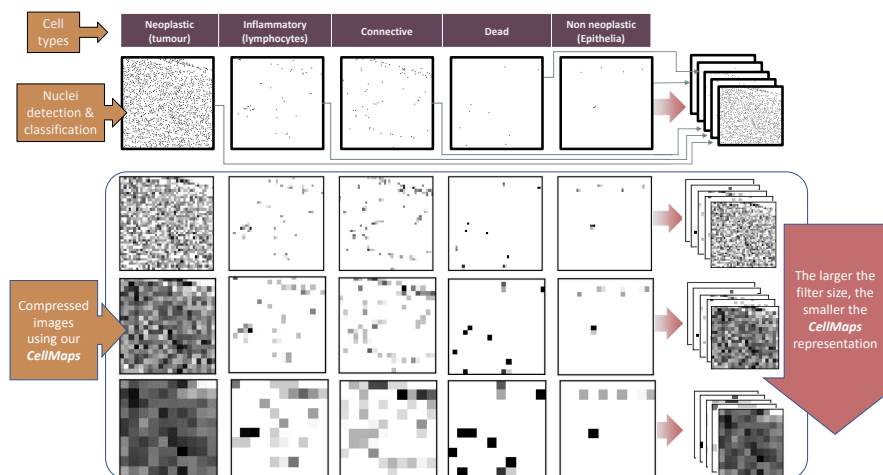 Cell
types
Neoplastic
(tumour)
Inflammatory
(lymphocytes)
Connective
Dead
Non neoplastic
(Epithelia)
Nuclei
detection &
classification
Compressed
images
using our
CellMaps
The larger the
filter size, the
smaller the
CellMaps
representation